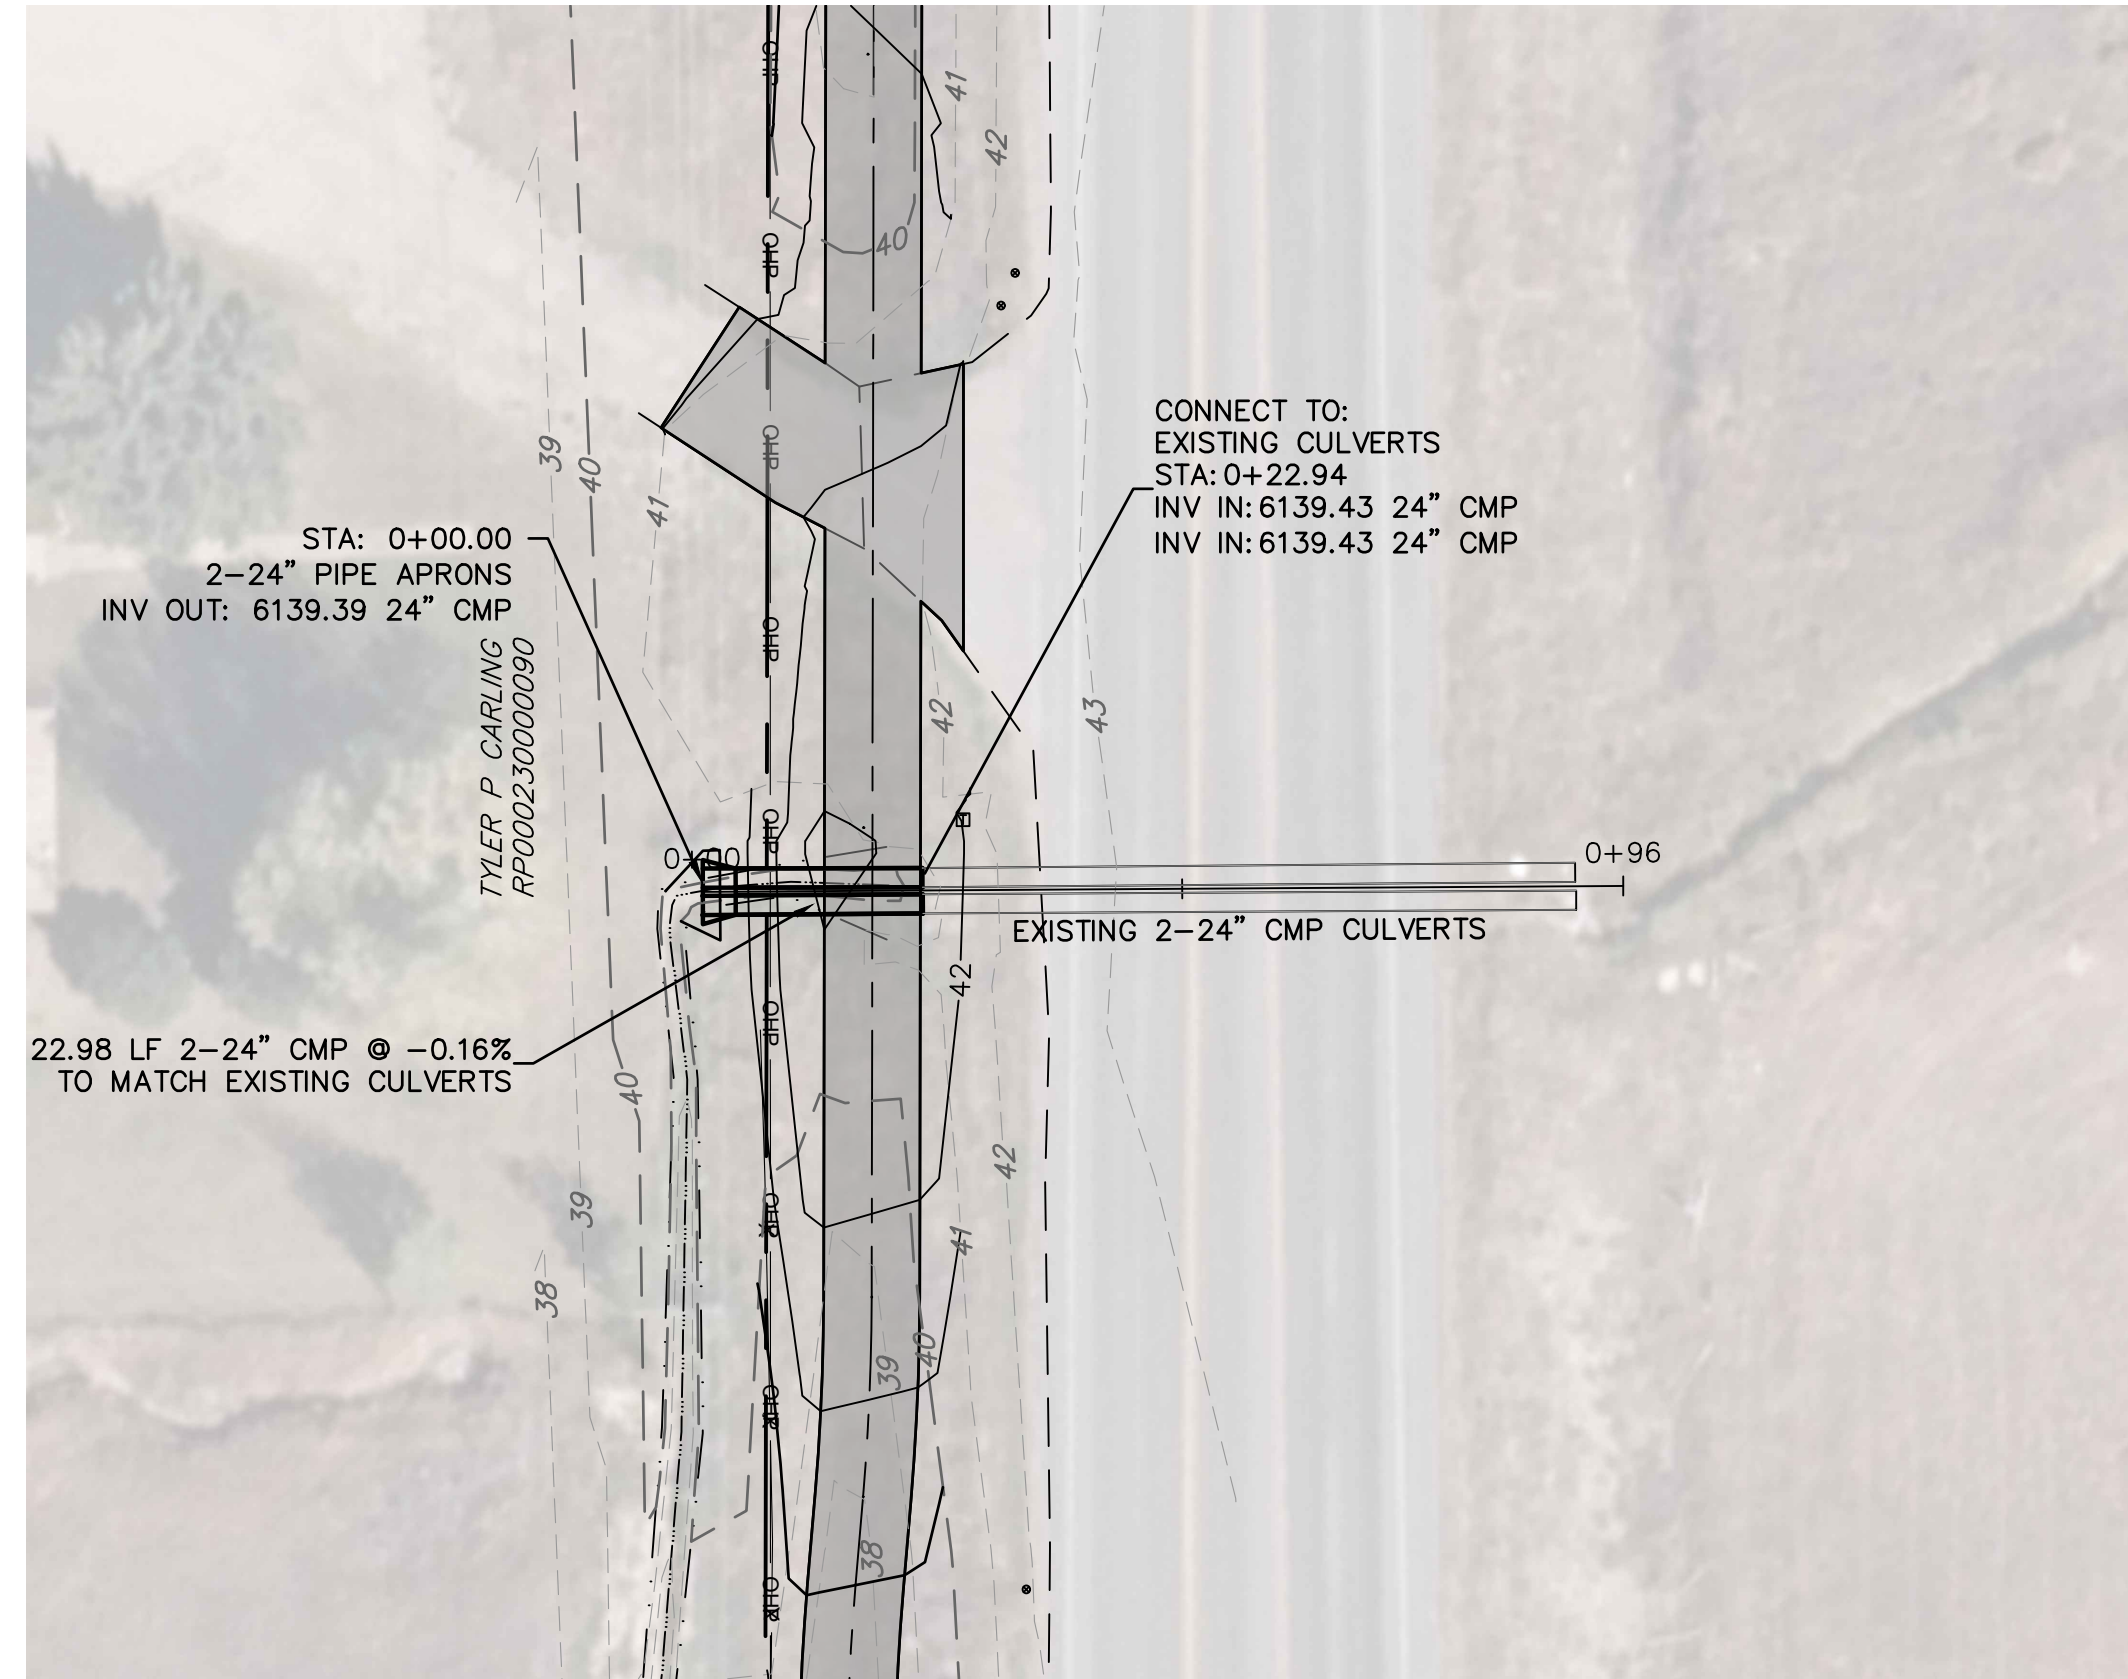 OHP
41
42
OHP
40
CONNECT TO:
EXISTING CULVERTS
STA: 0+22.94
INV IN: 6139.43 24" CMP
INV IN: 6139.43 24" CMP
39
40
41
OHP
STA: 0+00.00
2-24" PIPE APRONS
INV OUT: 6139.39 24" CMP
TYLER P CARLING
RP00023000090
OHP
42
43
OHP
0+00
0+96
EXISTING 2-24" CMP CULVERTS
42
OHP
22.98 LF 2-24" CMP @ -0.16%
TO MATCH EXISTING CULVERTS
40
42
39
OHP
41
38
40
39
OHP
38
OHP